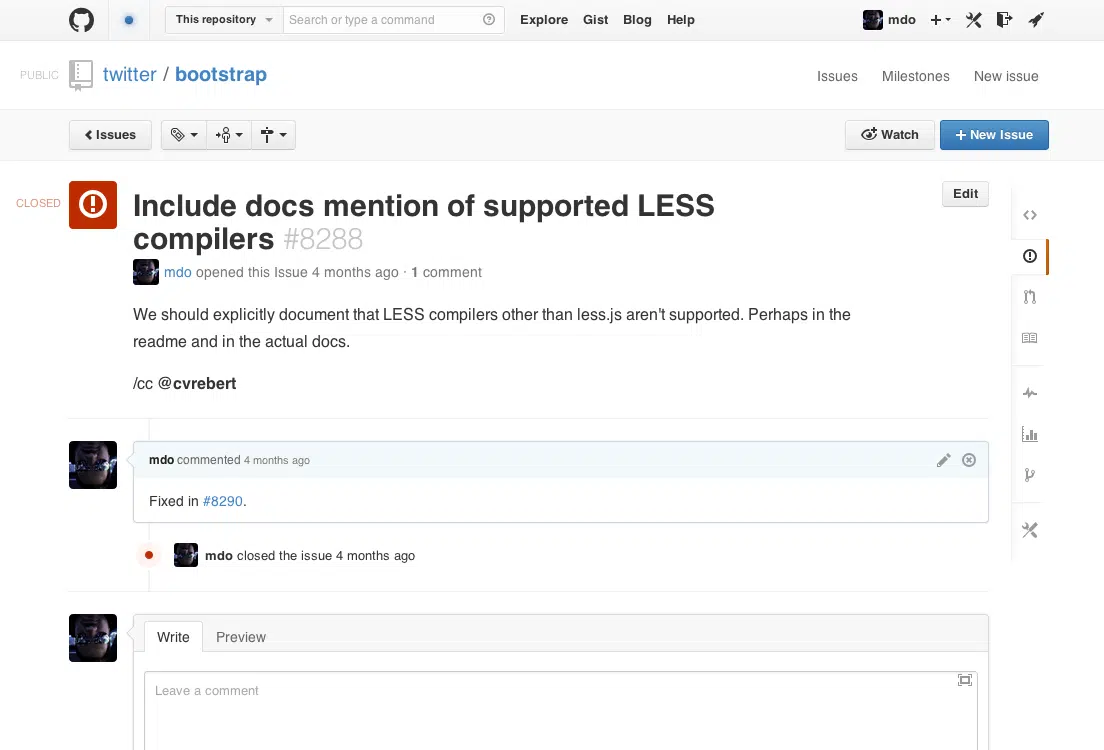 This repository Search or type a command Explore Gist Blog Help mdo
PUBLIC twitter / bootstrap Issues Milestones New issue
Issues Watch New Issue
CLOSED Include docs mention of supported LESS Edit
compilers #8288
mdo opened this Issue 4 months ago · 1 comment
We should explicitly document that LESS compilers other than less.js aren't supported. Perhaps in the
readme and in the actual docs.
/cc @cvrebert
mdo commented 4 months ago
Fixed in #8290.
mdo closed the issue 4 months ago
Write Preview
Leave a comment